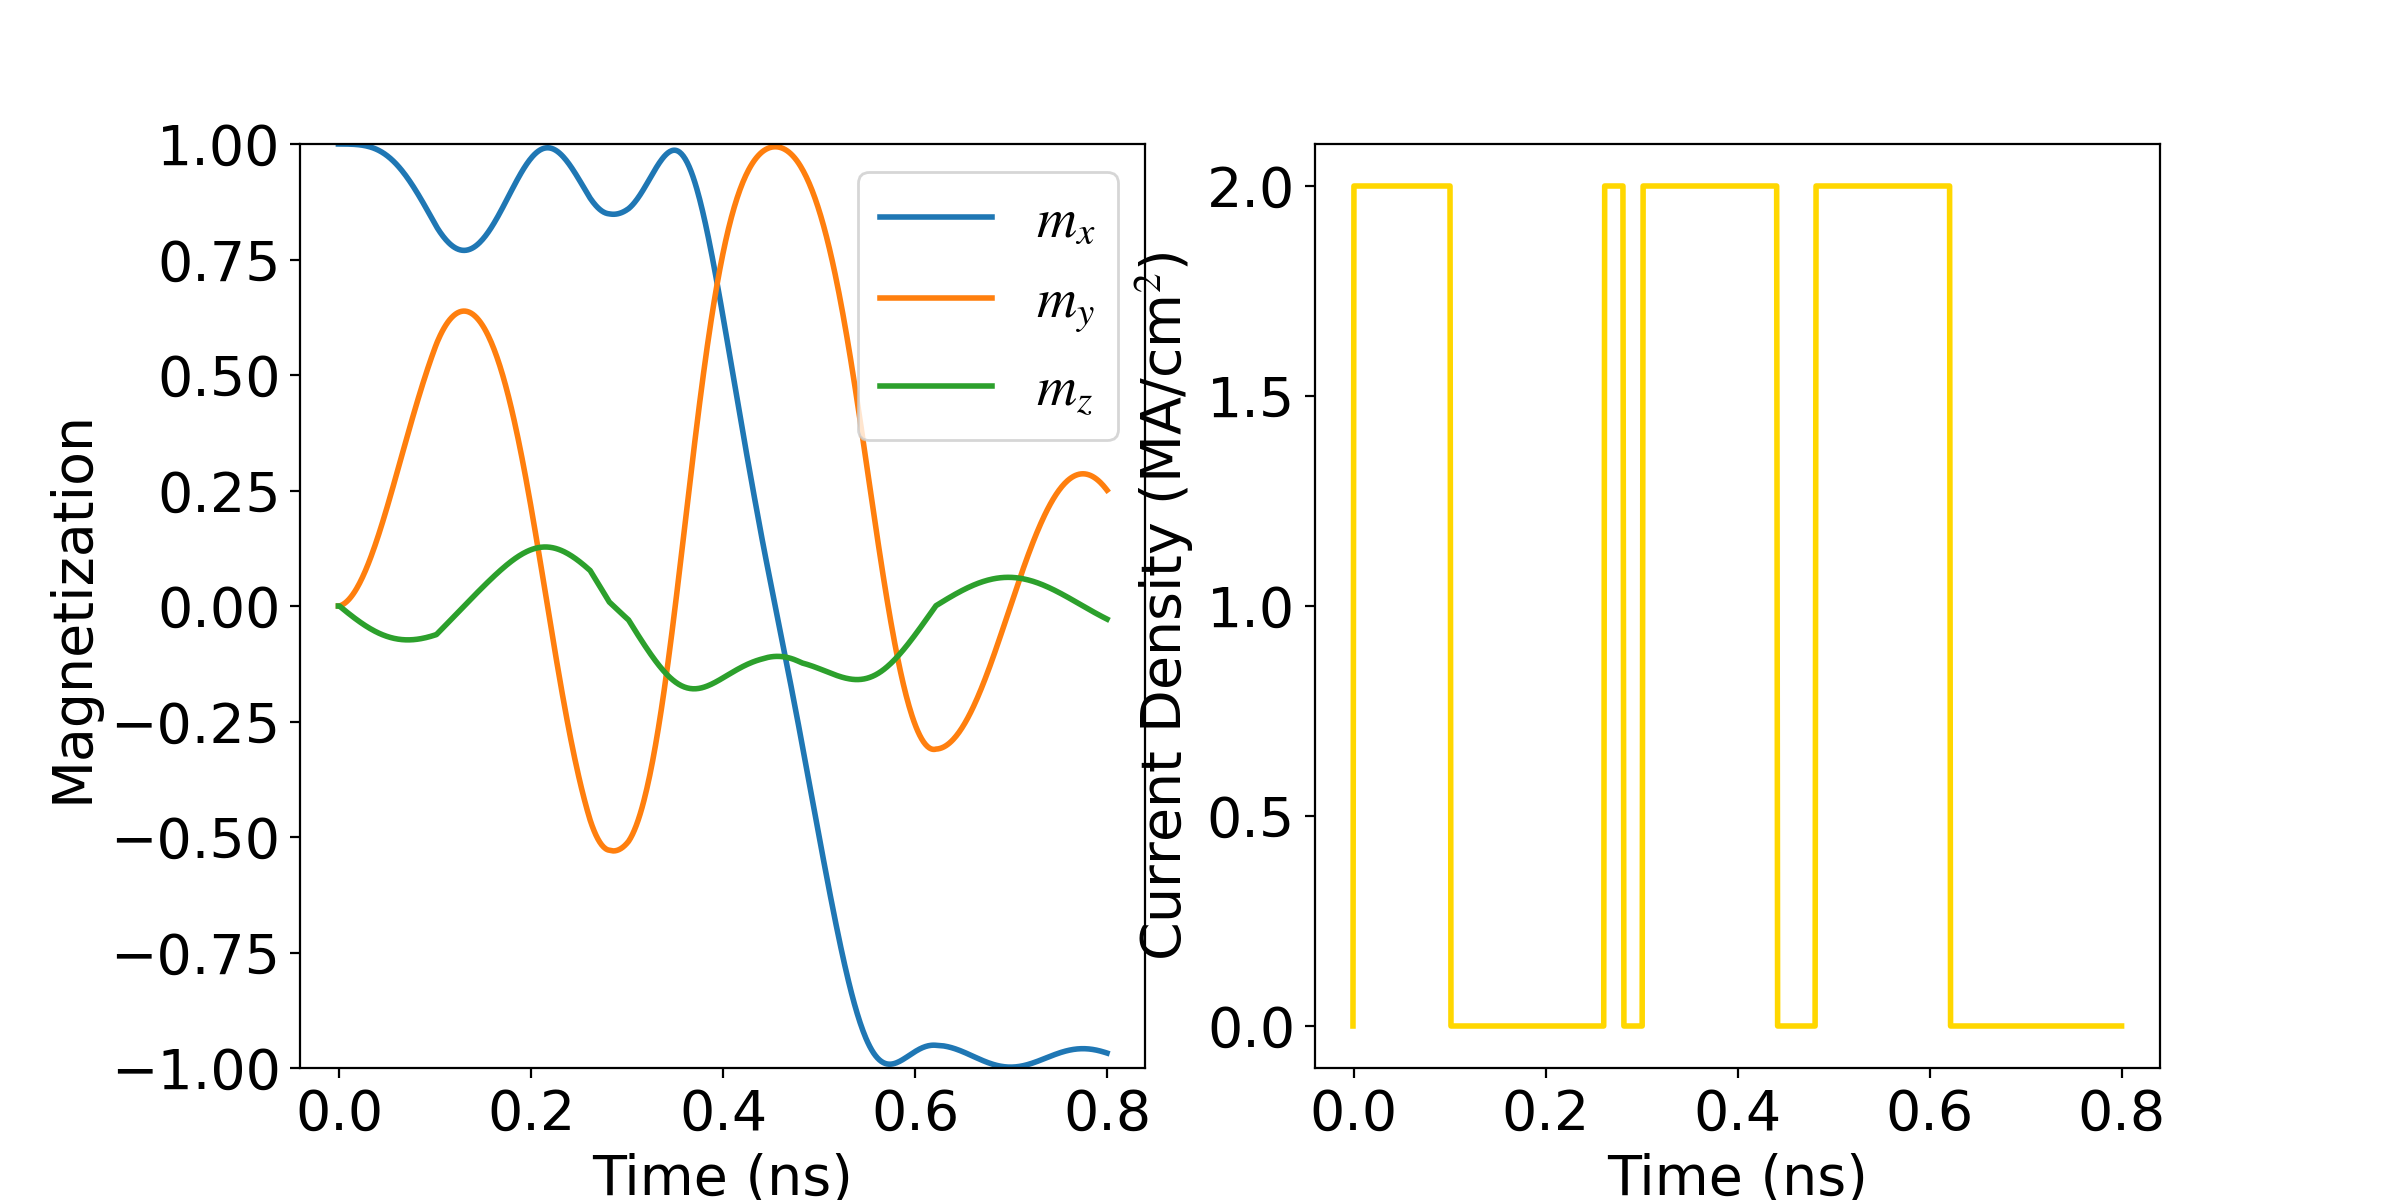 1.00
0.75
0.50
0.25
0.00
−0.25
−0.50
−0.75
−1.00
Magnetization
0.0 0.2 0.4 0.6 0.8
Time (ns)
m_x
m_y
m_z
2.0
1.5
1.0
0.5
0.0
Current Density (MA/cm²)
0.0 0.2 0.4 0.6 0.8
Time (ns)